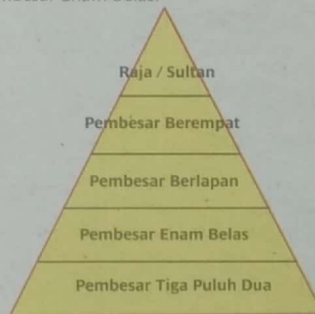 Raja / Sultan
Pembesar Berempat
Pembesar Berlapan
Pembesar Enam Belas
Pembesar Tiga Puluh Dua